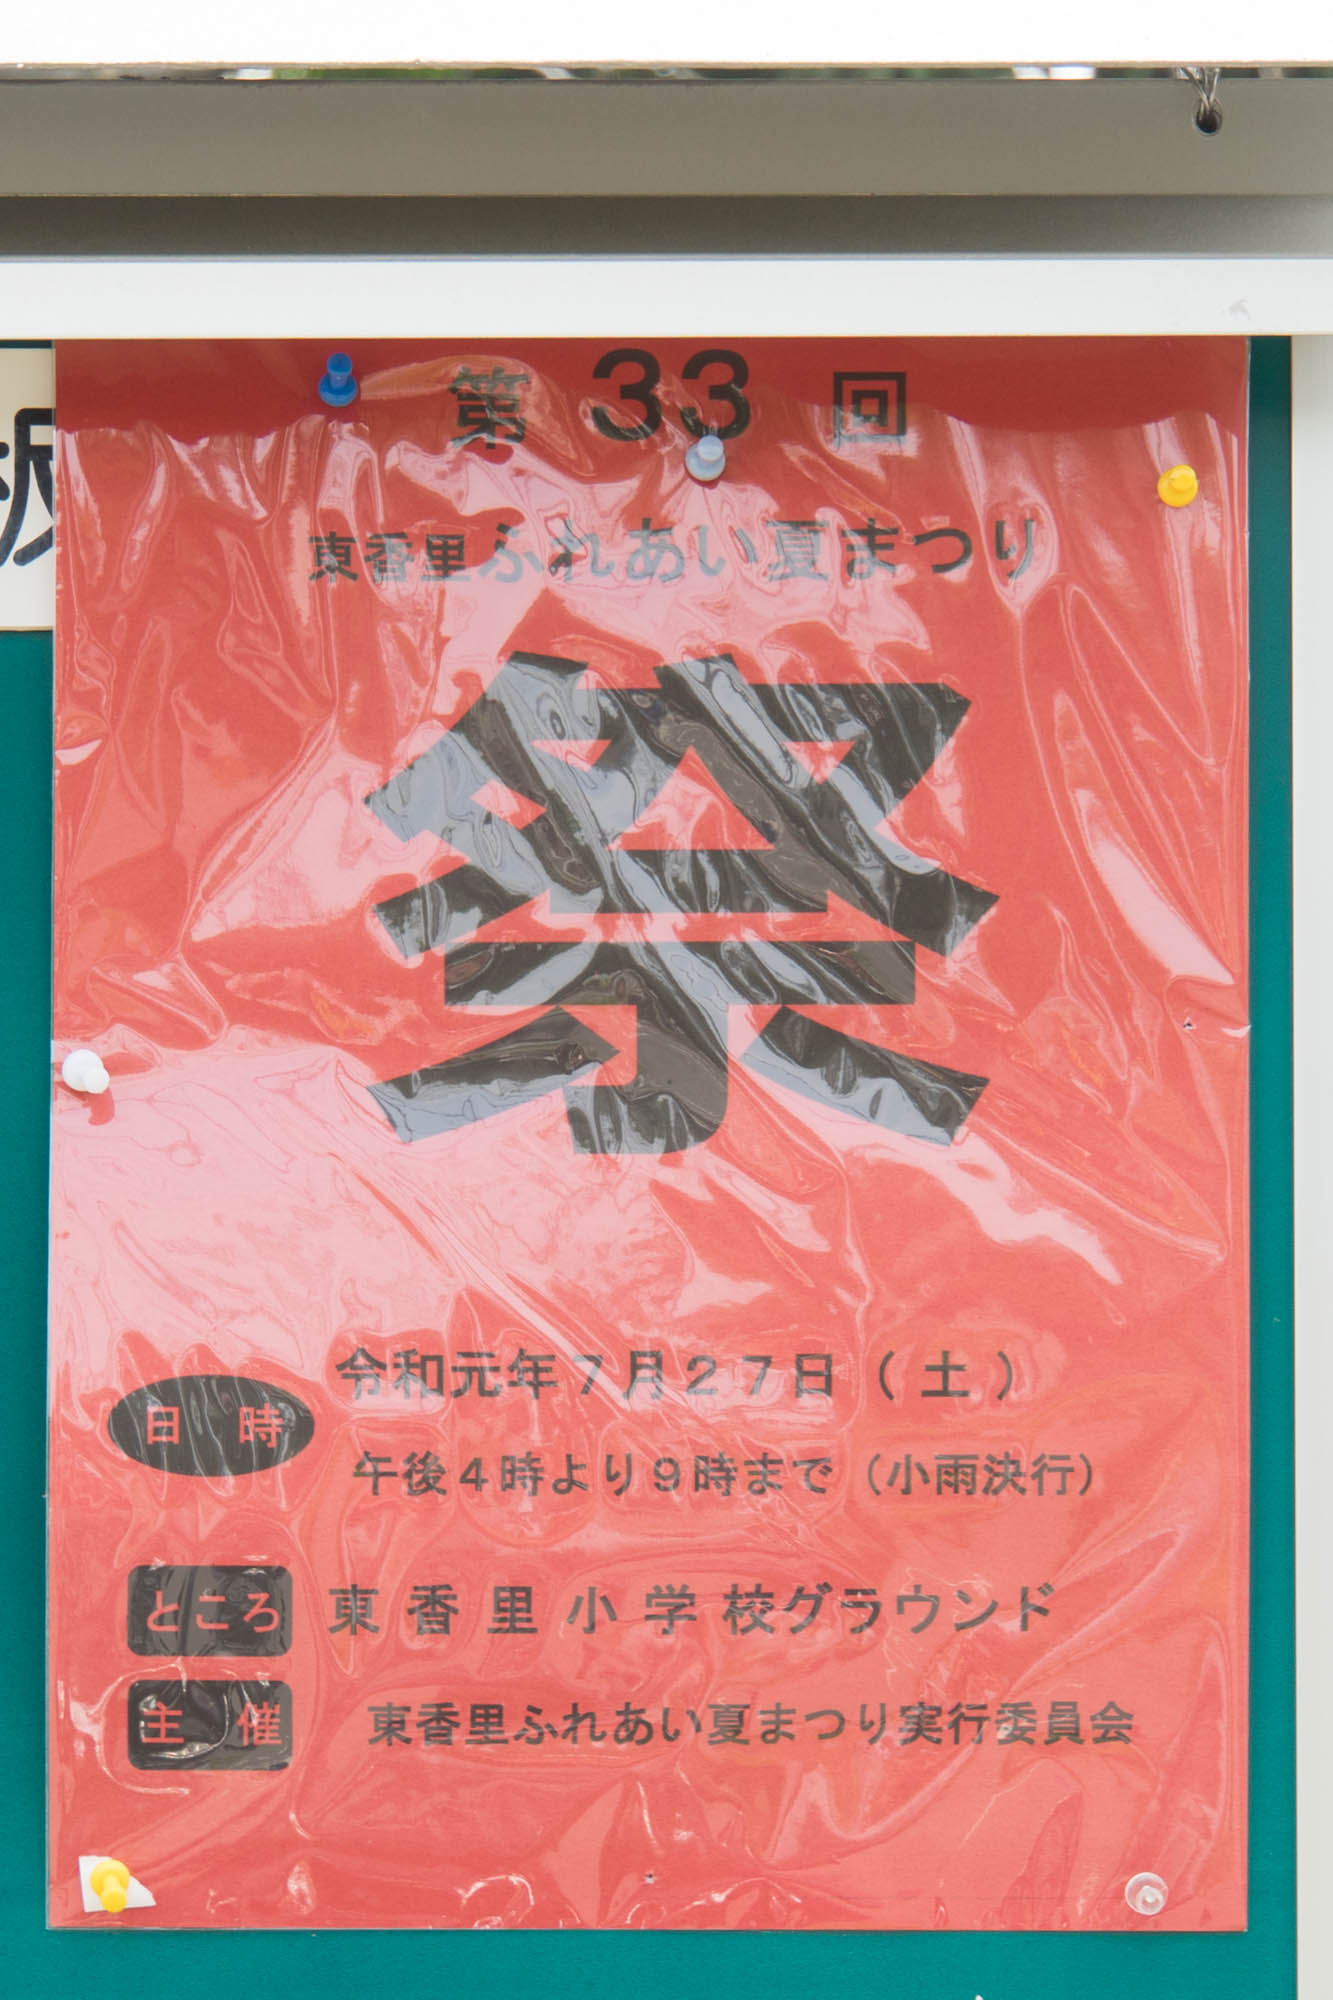 第33回
東香里ふれあい夏まつり
祭
日時 令和元年7月27日(土)
午後4時より9時まで(小雨決行)
ところ 東香里小学校グラウンド
主催 東香里ふれあい夏まつり実行委員会
板